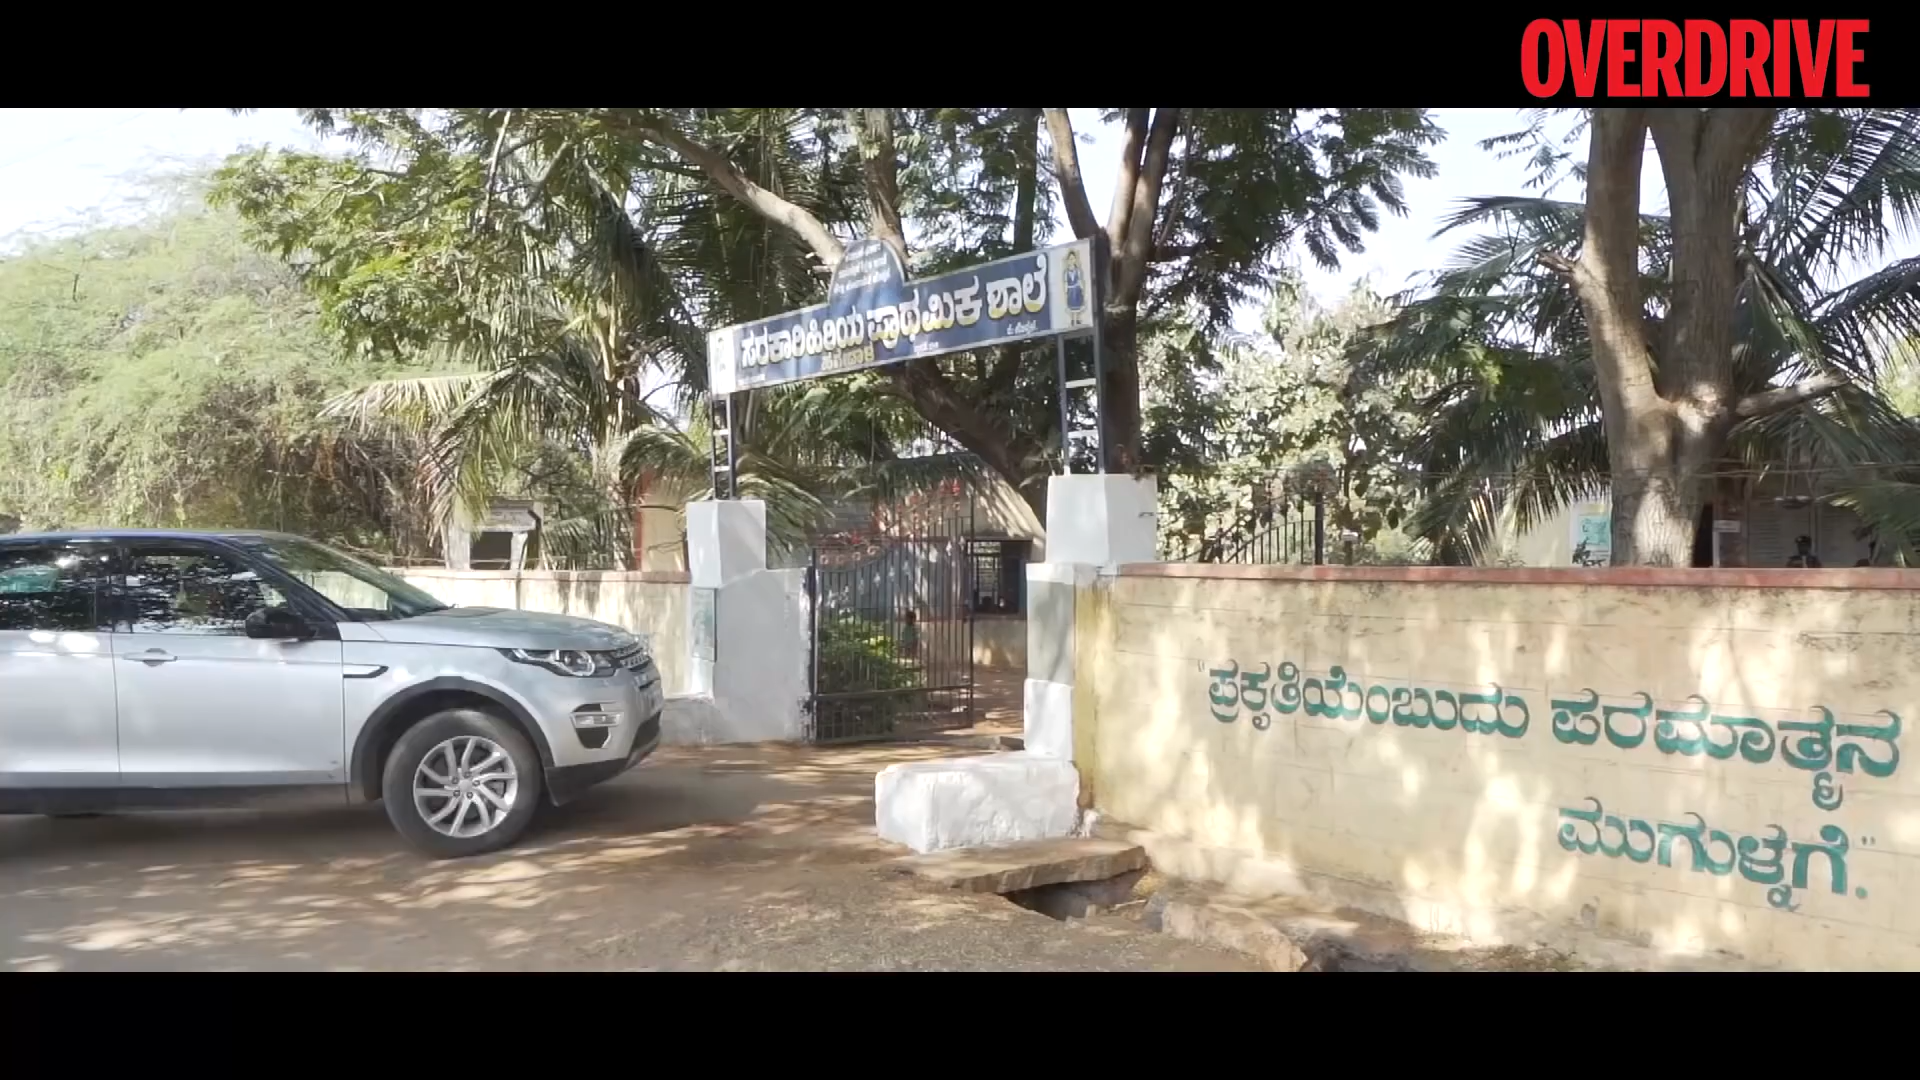 OVERDRIVE
ಸರಕಾರಿ ಹಿರಿಯ ಪ್ರಾಥಮಿಕ ಶಾಲೆ
"ಪ್ರಕೃತಿಯೆಂಬುದು ಪರಮಾತ್ಮನ
ಮುಗುಳ್ನಗೆ."